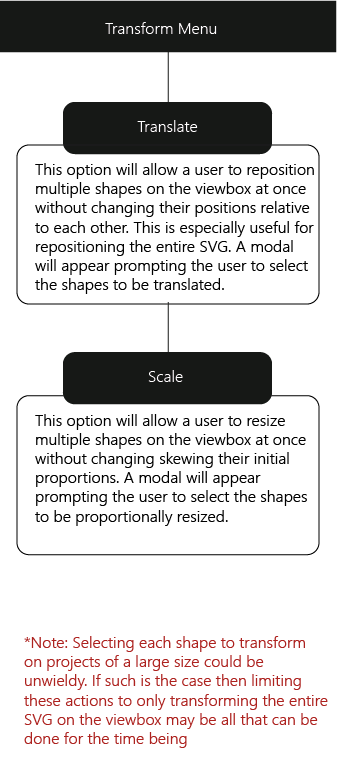 Transform Menu
Translate
This option will allow a user to reposition
multiple shapes on the viewbox at once
without changing their positions relative
to each other. This is especially useful for
repositioning the entire SVG. A modal
will appear prompting the user to select
the shapes to be translated.
Scale
This option will allow a user to resize
multiple shapes on the viewbox at once
without changing skewing their initial
proportions. A modal will appear
prompting the user to select the shapes
to be proportionally resized.
*Note: Selecting each shape to transform
on projects of a large size could be
unwieldy. If such is the case then limiting
these actions to only transforming the entire
SVG on the viewbox may be all that can be
done for the time being